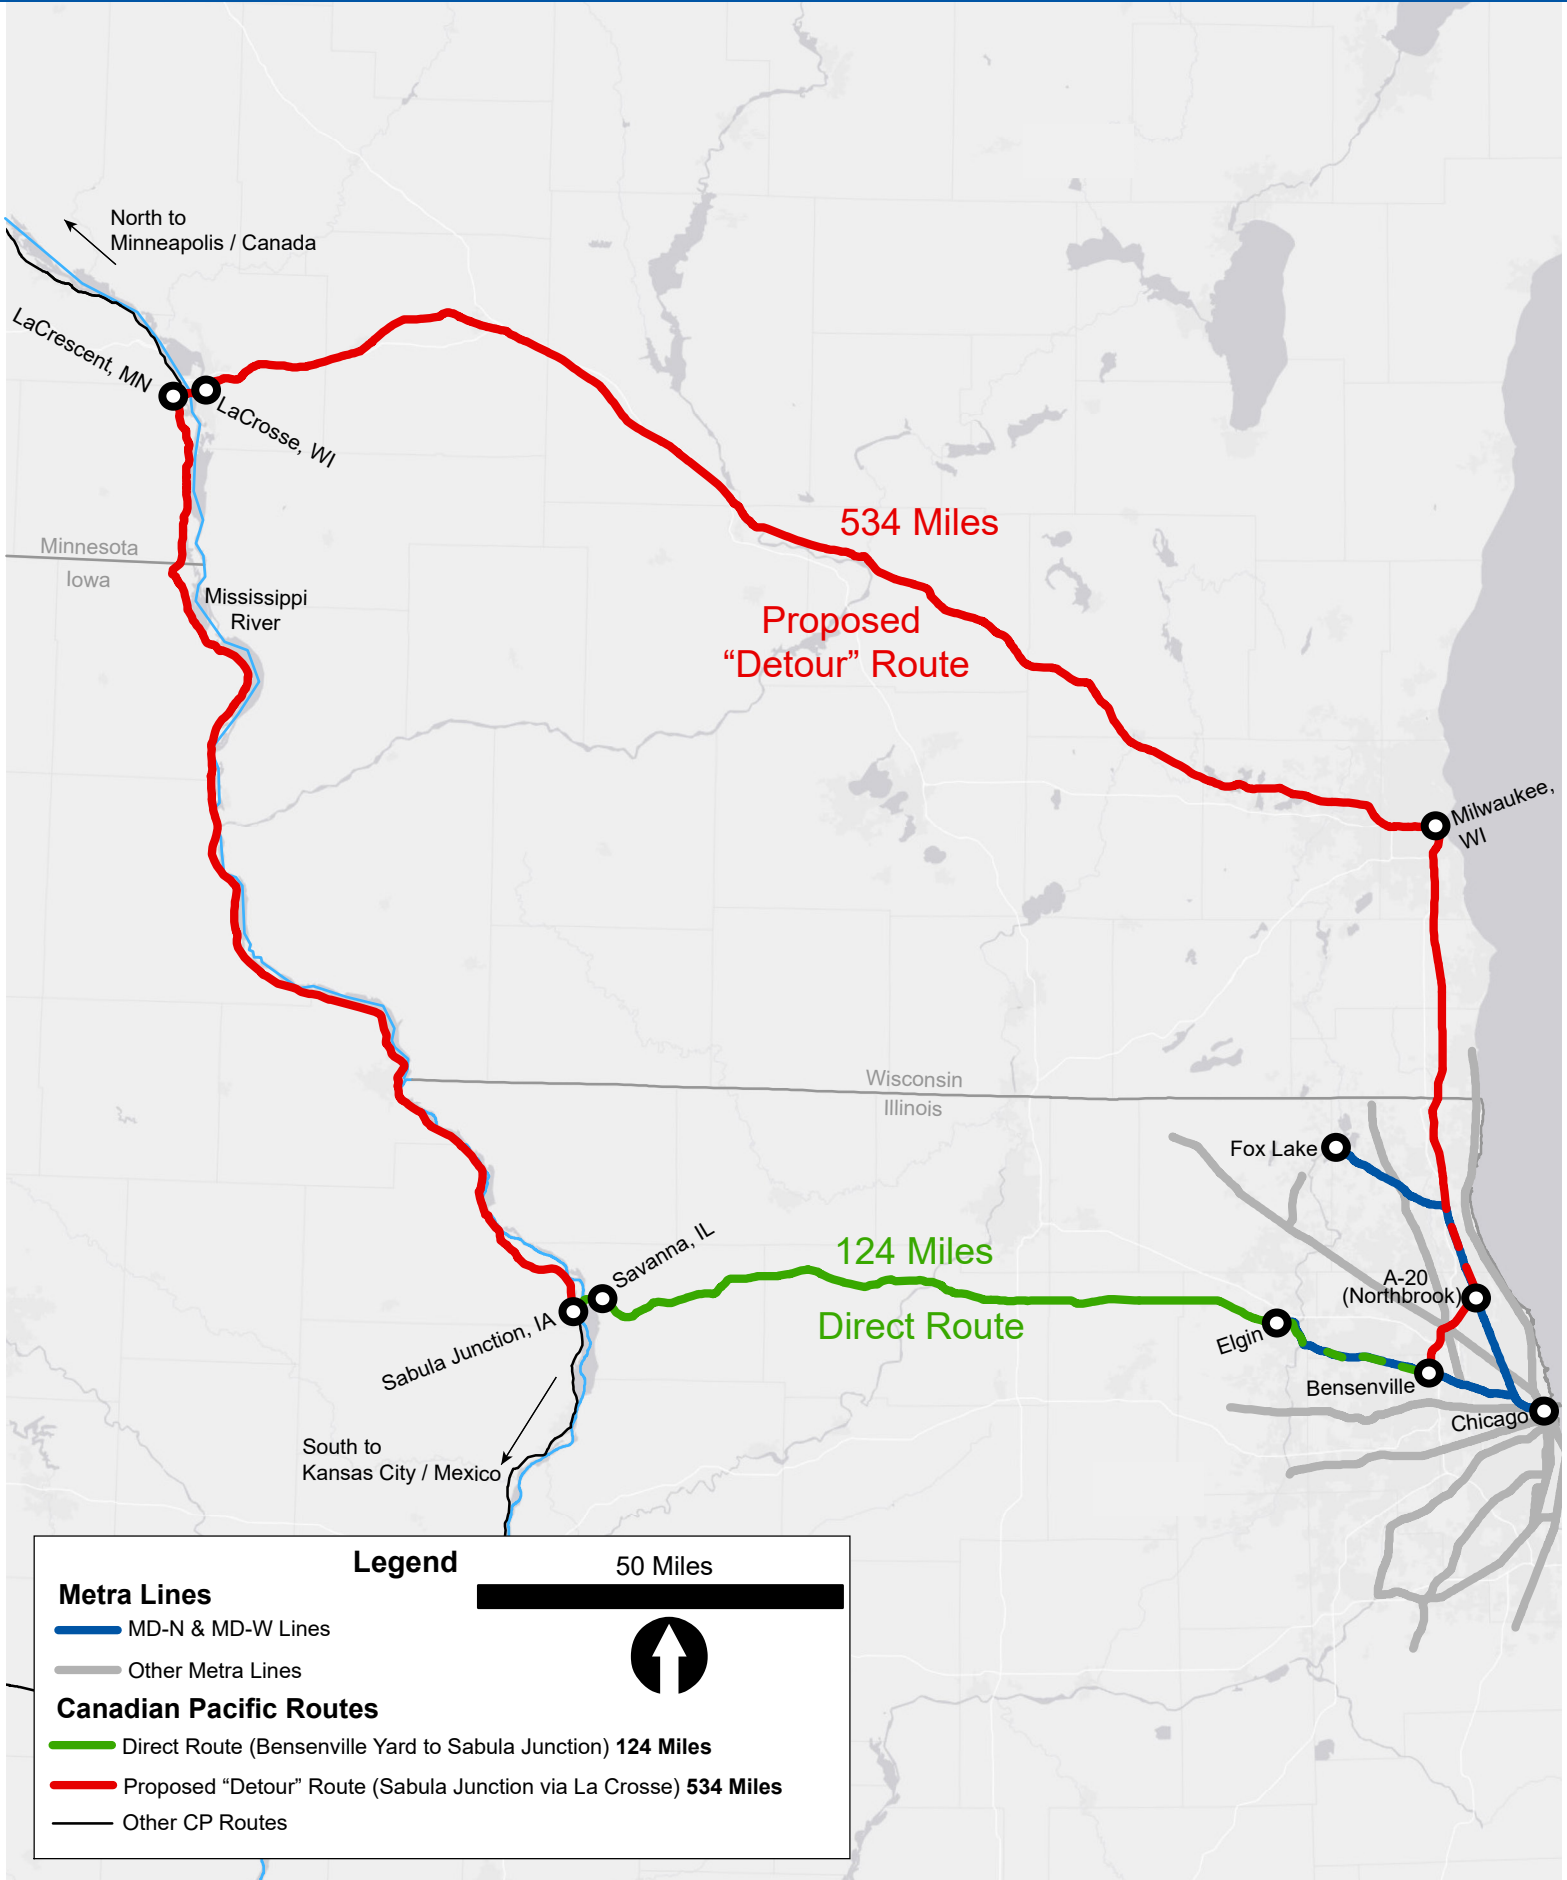 North to
Minneapolis / Canada
LaCrescent, MN
LaCrosse, WI
534 Miles
Minnesota
Iowa
Mississippi
River
Proposed
“Detour” Route
Milwaukee,
WI
Wisconsin
Illinois
Fox Lake
Savanna, IL
124 Miles
A-20
(Northbrook)
Direct Route
Elgin
Sabula Junction, IA
Bensenville
Chicago
South to
Kansas City / Mexico
Legend
50 Miles
Metra Lines
MD-N & MD-W Lines
Other Metra Lines
Canadian Pacific Routes
Direct Route (Bensenville Yard to Sabula Junction) 124 Miles
Proposed “Detour” Route (Sabula Junction via La Crosse) 534 Miles
Other CP Routes